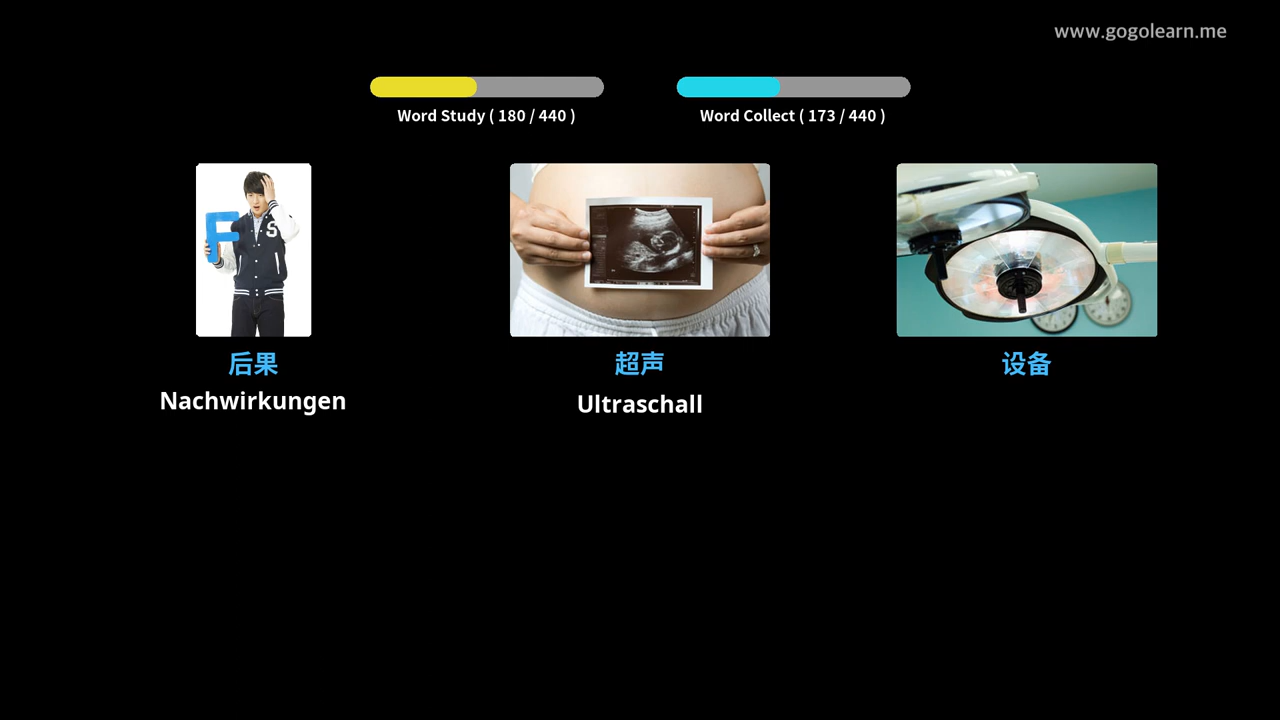 www.gogolearn.me
Word Study ( 180 / 440 )
Word Collect ( 173 / 440 )
F
S
后果
超声
设备
Nachwirkungen
Ultraschall